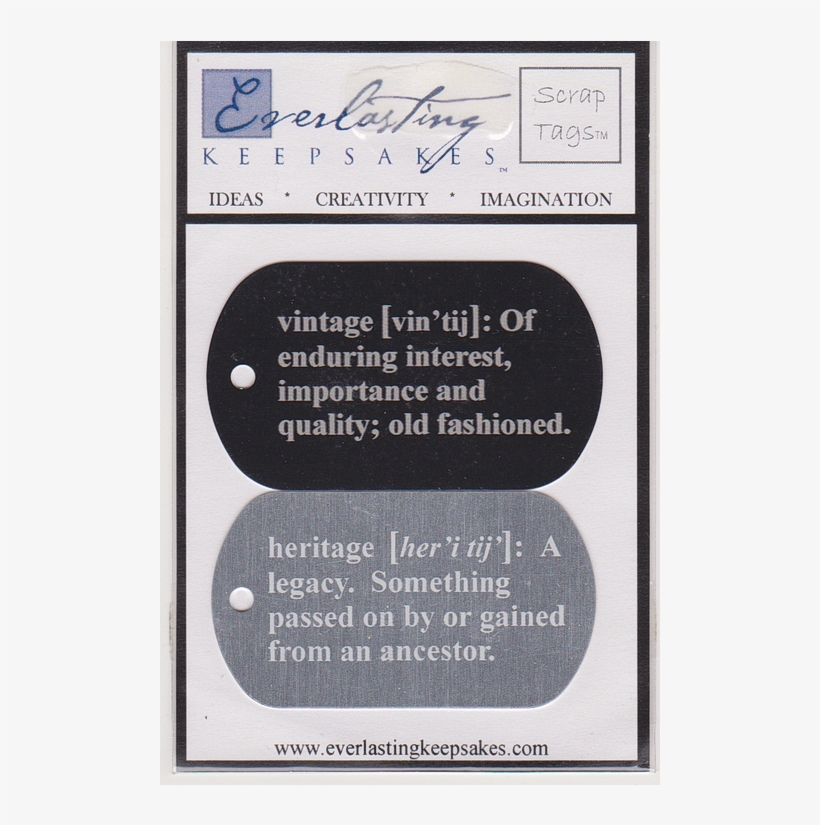 Everlasting
KEEPSAKES™
Scrap
Tags™
IDEAS * CREATIVITY * IMAGINATION
vintage [vin’tij]: Of
enduring interest,
importance and
quality; old fashioned.
heritage [her’i tij’]: A
legacy. Something
passed on by or gained
from an ancestor.
www.everlastingkeepsakes.com